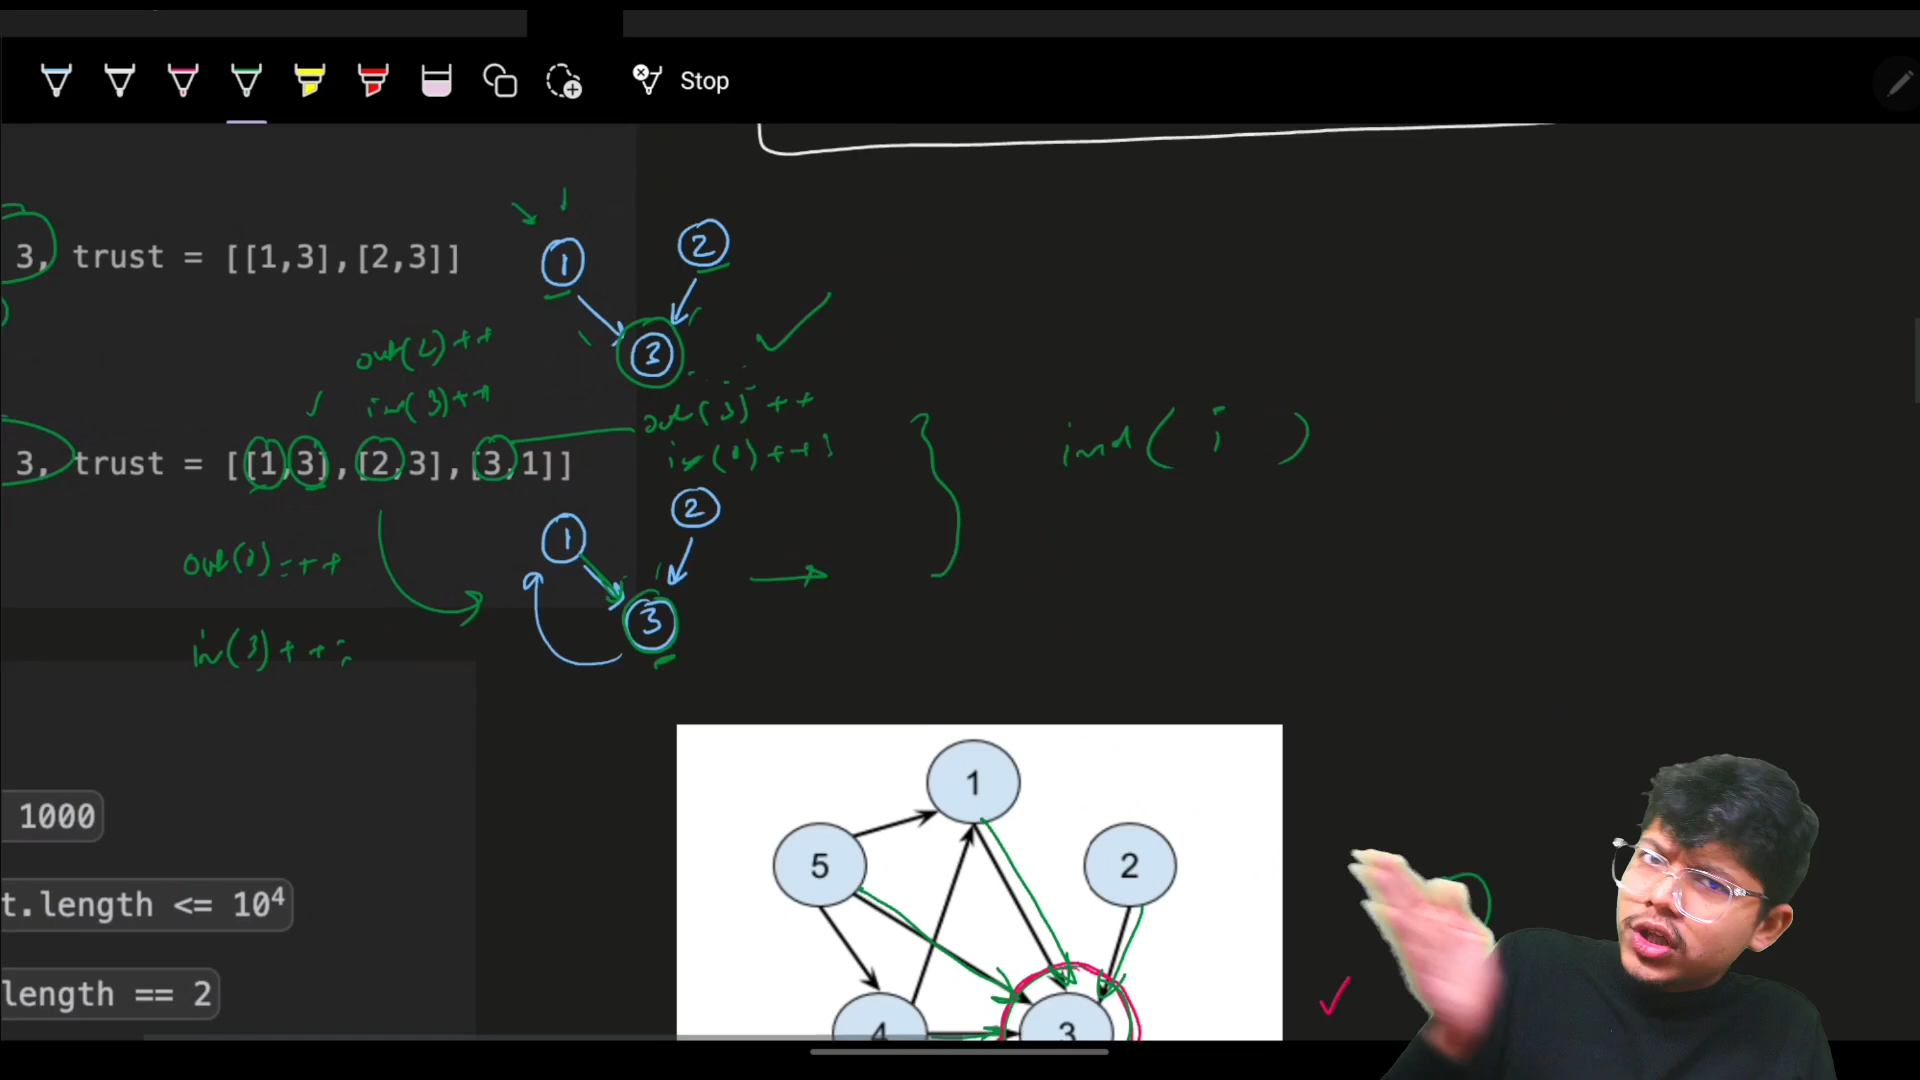 Stop
3, trust = [[1,3],[2,3]]
1
2
3
out(2)++
in(3)++
out(3)++
in(1)++
ind( i )
3, trust = [[1,3],[2,3],[3,1]]
1
2
3
in(3)++;
1000
t.length <= 10⁴
length == 2
1
5
2
4
3